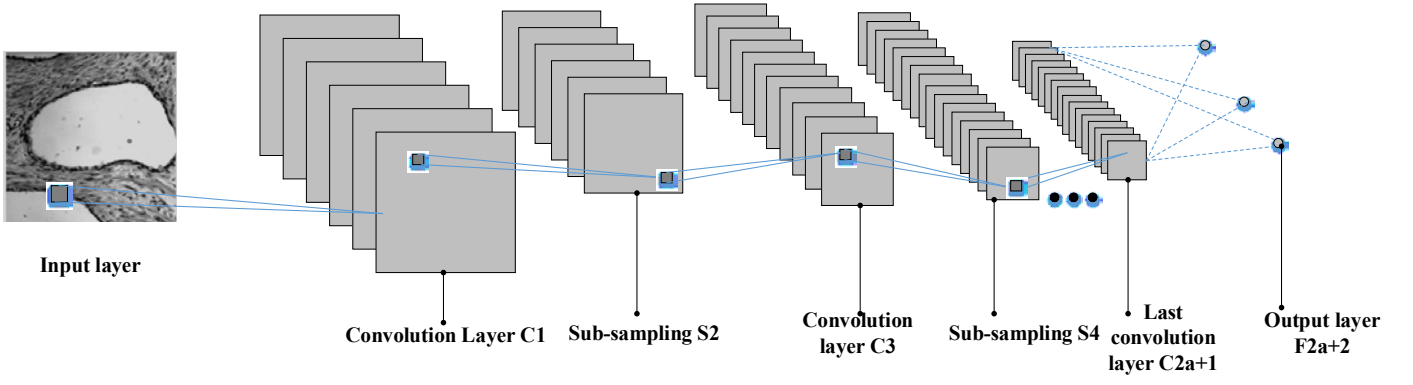 Input layer
Convolution Layer C1
Sub-sampling S2
Convolution
layer C3
Sub-sampling S4
Last
convolution
layer C2a+1
Output layer
F2a+2